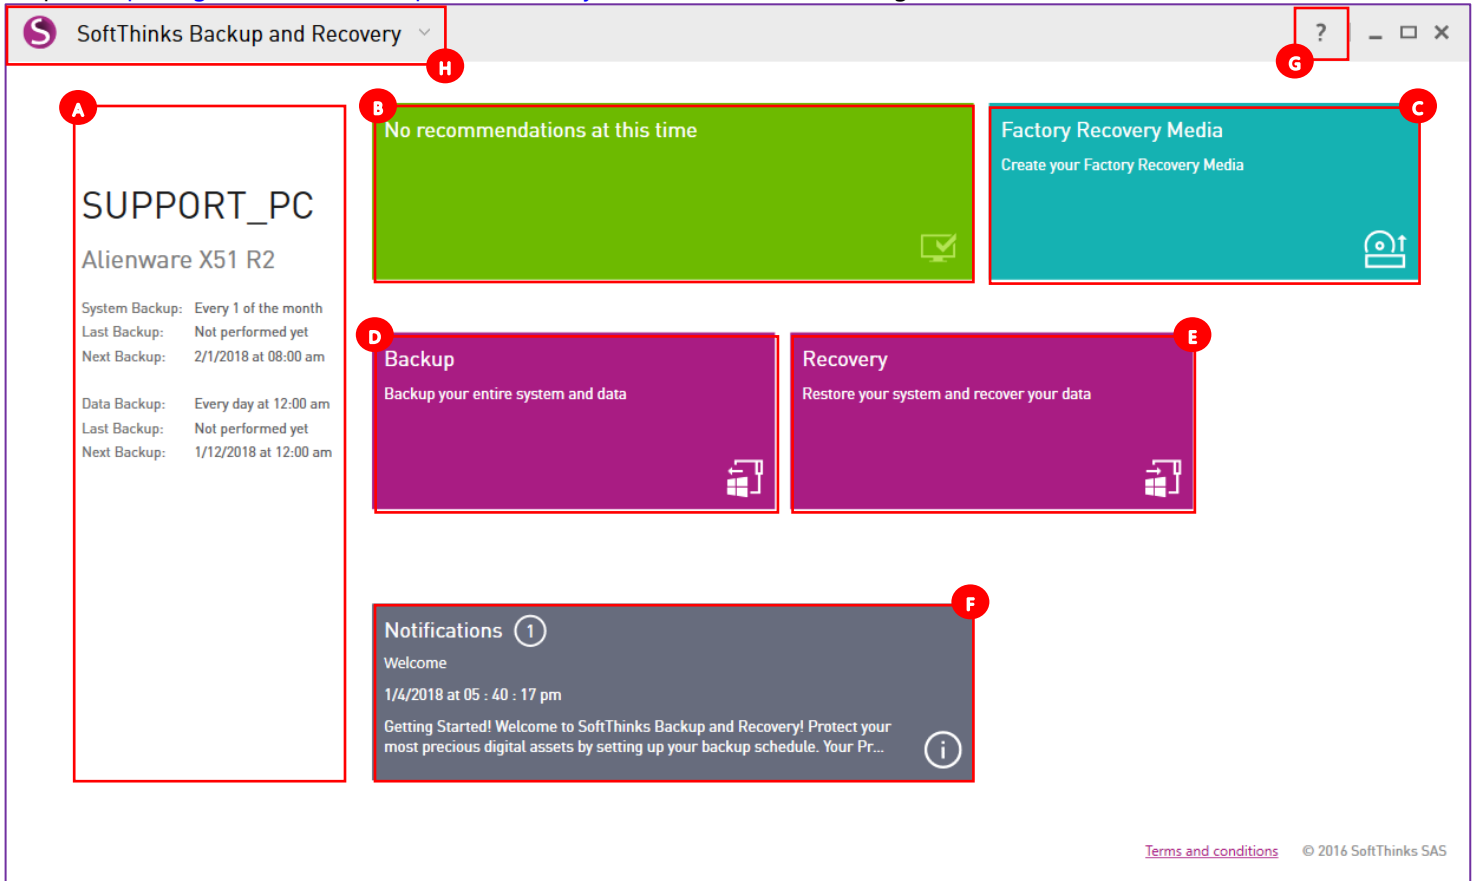 SoftThinks Backup and Recovery
?
H
G
A
SUPPORT_PC
Alienware X51 R2
System Backup: Every 1 of the month
Last Backup: Not performed yet
Next Backup: 2/1/2018 at 08:00 am
Data Backup: Every day at 12:00 am
Last Backup: Not performed yet
Next Backup: 1/12/2018 at 12:00 am
B
No recommendations at this time
C
Factory Recovery Media
Create your Factory Recovery Media
D
Backup
Backup your entire system and data
E
Recovery
Restore your system and recover your data
F
Notifications 1
Welcome
1/4/2018 at 05 : 40 : 17 pm
Getting Started! Welcome to SoftThinks Backup and Recovery! Protect your
most precious digital assets by setting up your backup schedule. Your Pr...
i
Terms and conditions © 2016 SoftThinks SAS